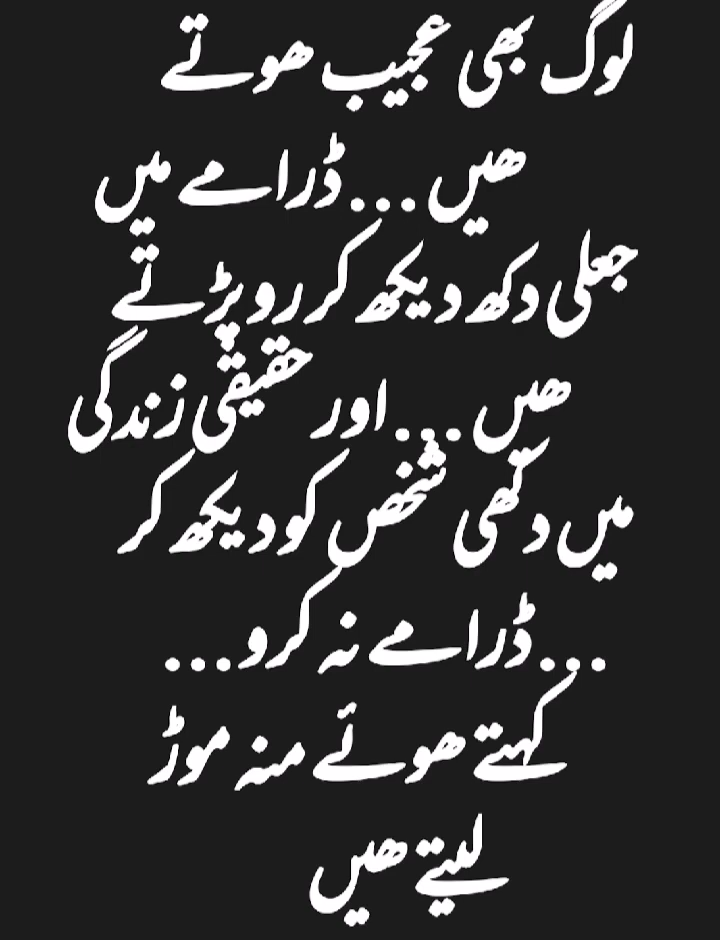 لوگ بھی عجیب ھوتے
ھیں...ڈرامے میں
جعلی دکھ دیکھ کر رو پڑتے
ھیں...اور حقیقی زندگی
میں دکھی شخص کو دیکھ کر
...ڈرامے نہ کرو...
کہتے ھوئے منہ موڑ
لیتے ھیں